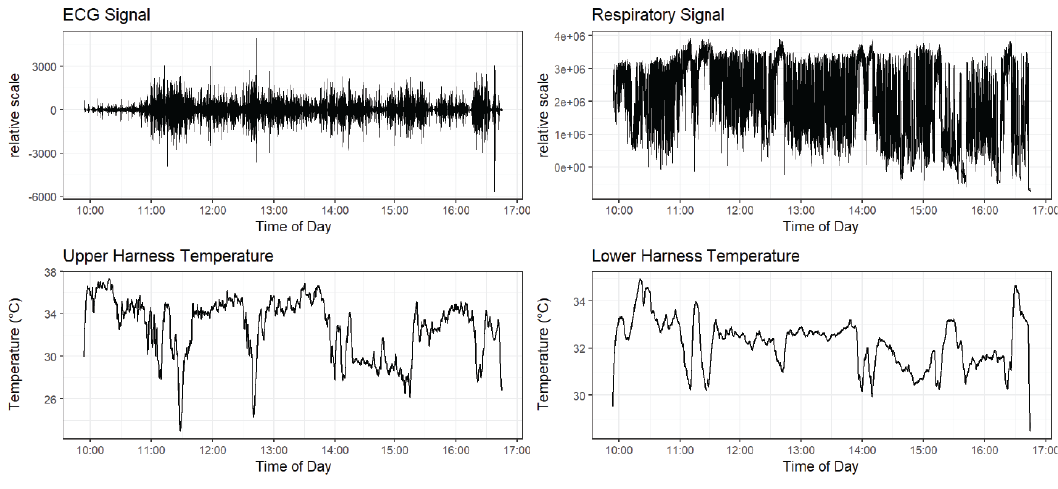 ECG Signal
relative scale
3000
0
-3000
-6000
10:00 11:00 12:00 13:00 14:00 15:00 16:00 17:00
Time of Day
Respiratory Signal
relative scale
4e+06
3e+06
2e+06
1e+06
0e+00
10:00 11:00 12:00 13:00 14:00 15:00 16:00 17:00
Time of Day
Upper Harness Temperature
Temperature (°C)
38
34
30
26
10:00 11:00 12:00 13:00 14:00 15:00 16:00 17:00
Time of Day
Lower Harness Temperature
Temperature (°C)
34
32
30
10:00 11:00 12:00 13:00 14:00 15:00 16:00 17:00
Time of Day